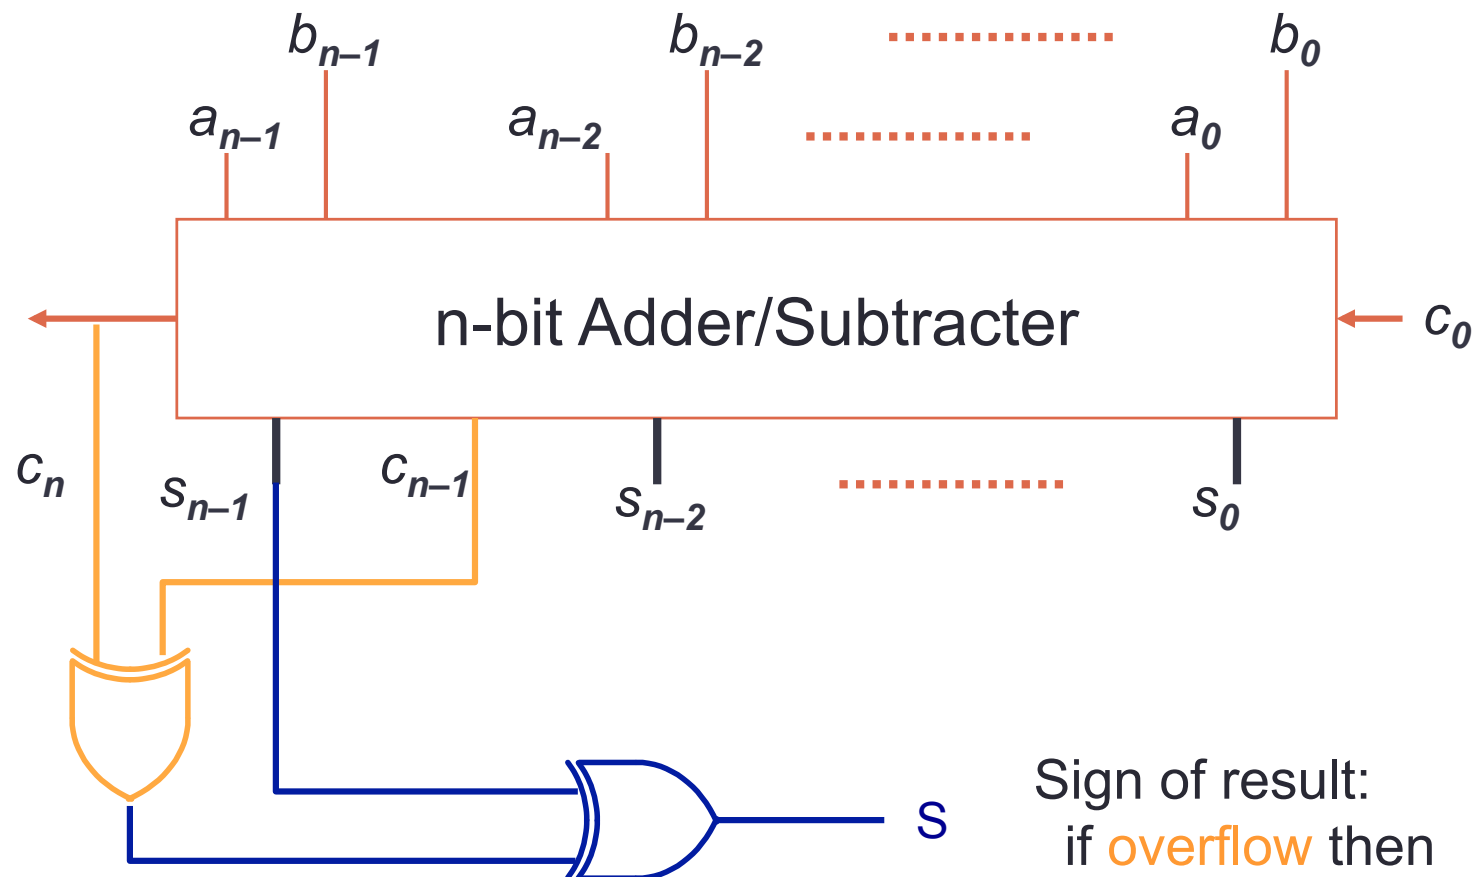 bn–1 bn–2 b0
an–1 an–2 a0
n-bit Adder/Subtracter
c0
cn sn–1 cn–1 sn–2 s0
Sign of result:
S
if overflow then